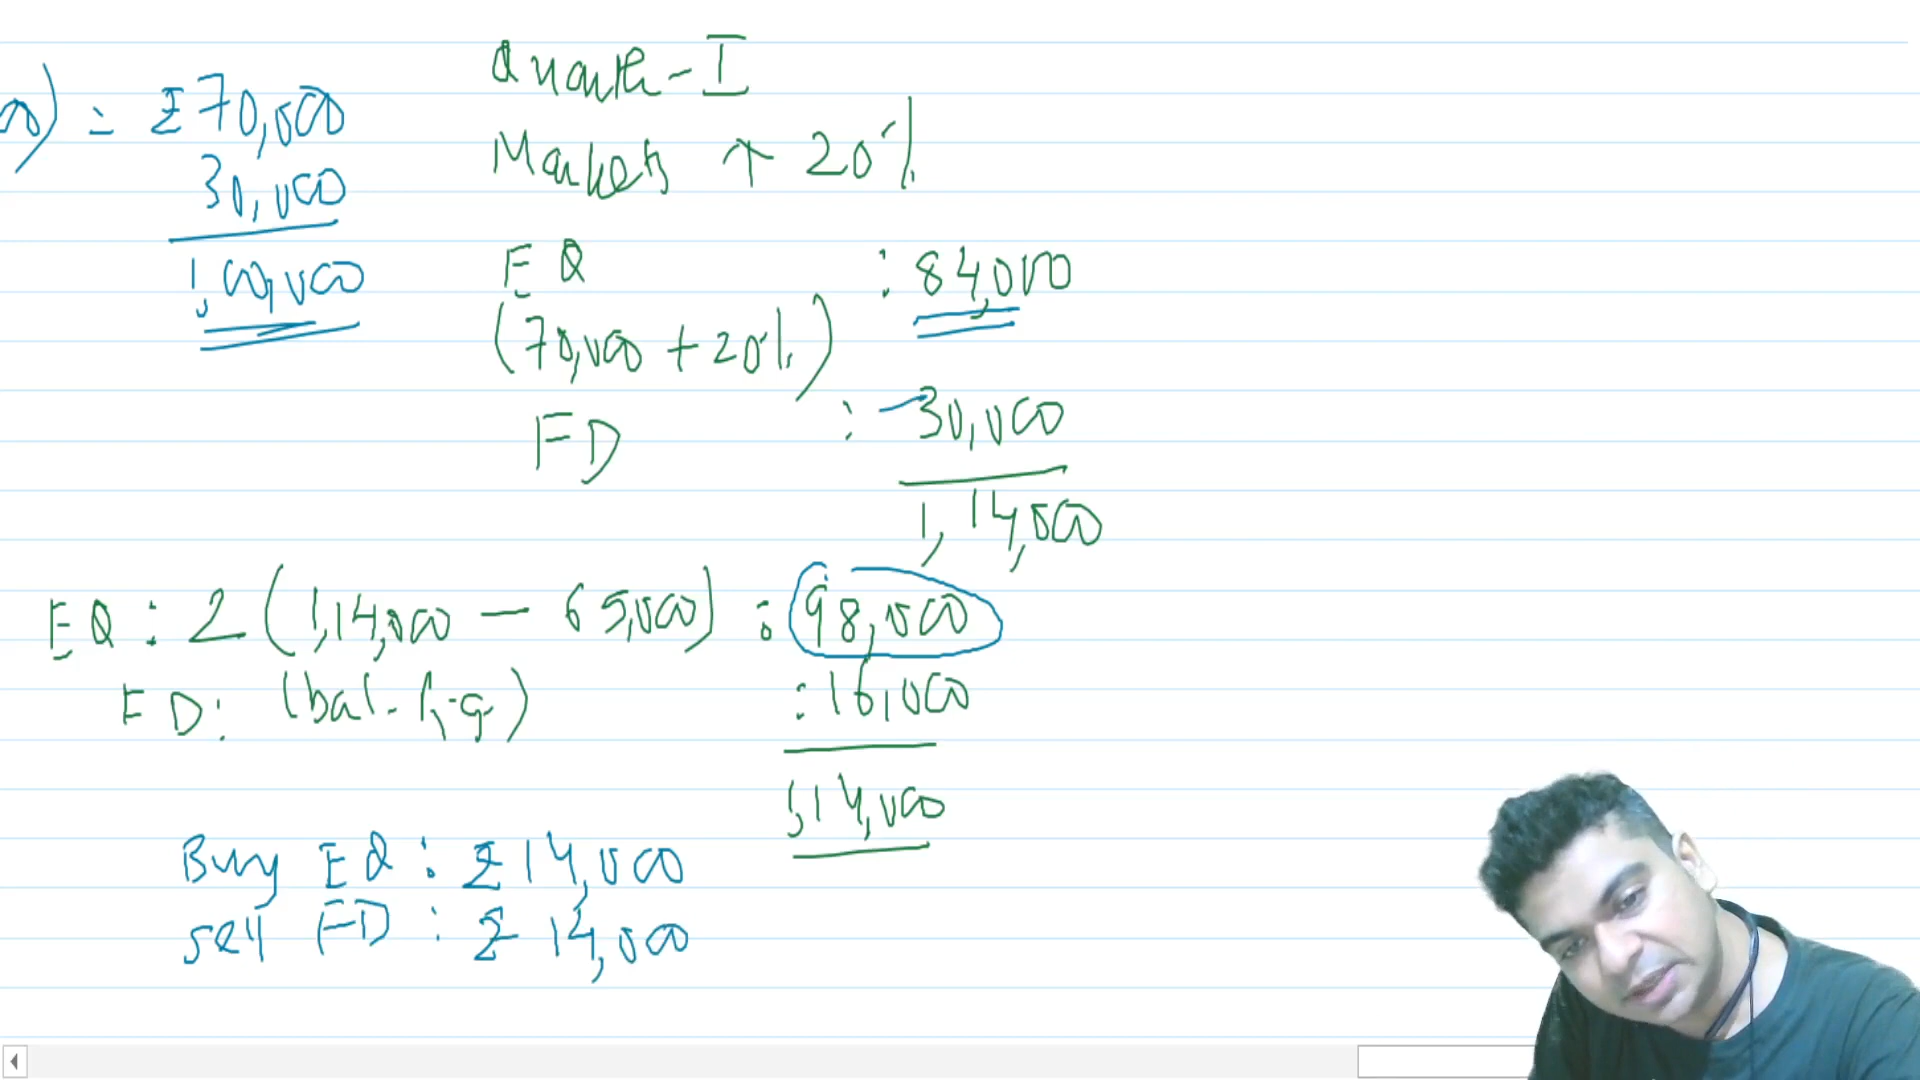 00) = ₹70,000
30,000
1,00,000
Quarter-I
Markets ↑ 20%
EQ : 84,000
(70,000 + 20%)
FD : 30,000
1,14,000
EQ : 2 (1,14,000 - 65,000) : 98,000
FD: (bal. fig) : 16,000
1,14,000
Buy EQ : ₹14,000
Sell FD : ₹14,000